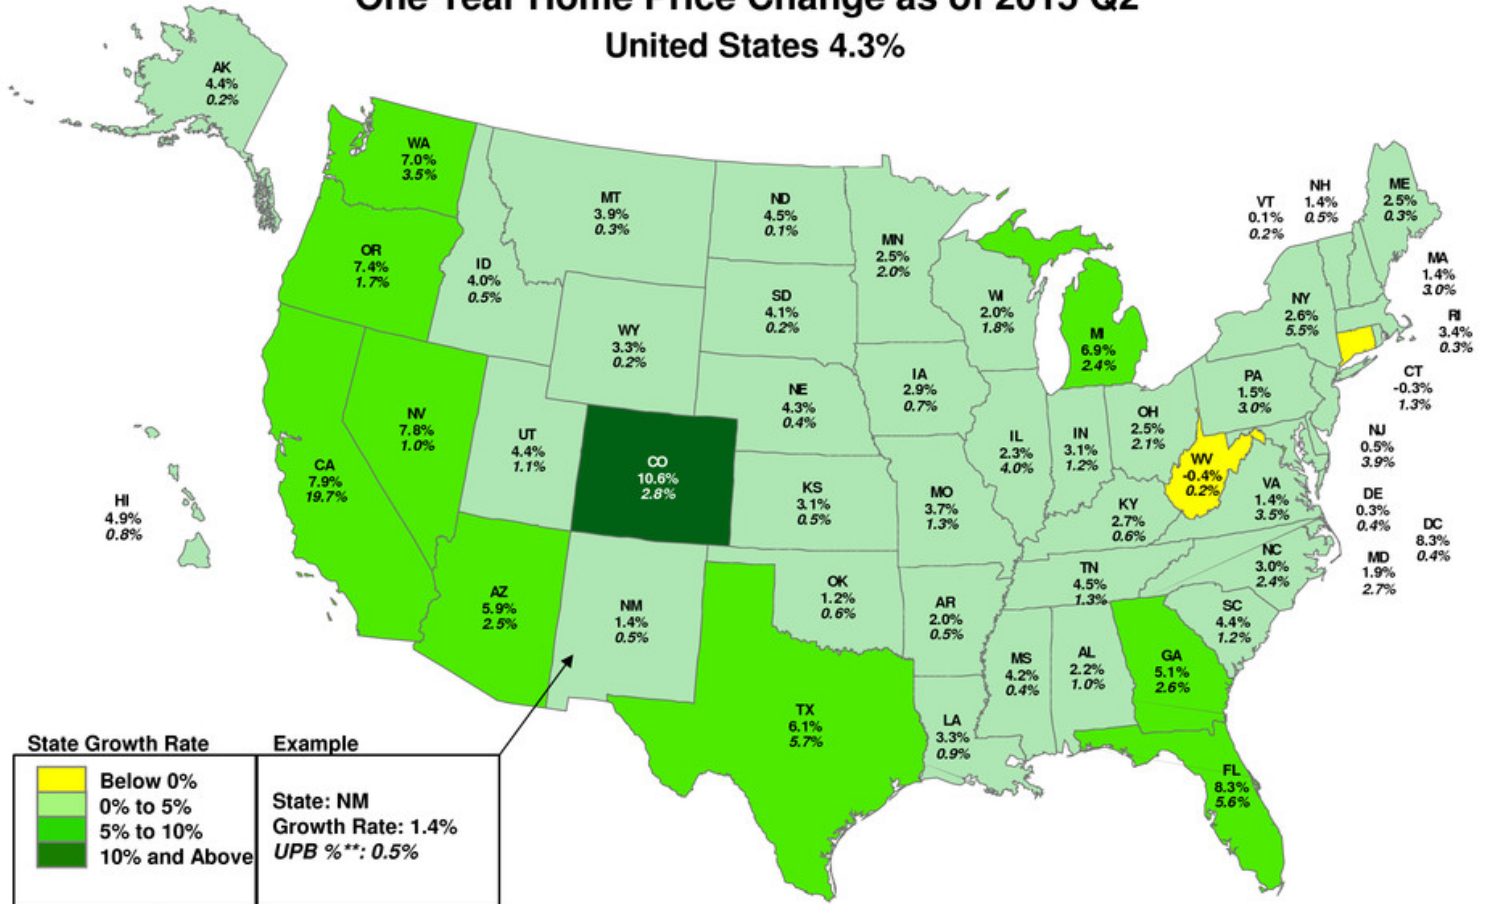 One Year Home Price Change as of 2015 Q2
United States 4.3%
AK
4.4%
0.2%
WA
7.0%
3.5%
OR
7.4%
1.7%
ID
4.0%
0.5%
MT
3.9%
0.3%
ND
4.5%
0.1%
MN
2.5%
2.0%
VT
0.1%
0.2%
NH
1.4%
0.5%
ME
2.5%
0.3%
MA
1.4%
3.0%
RI
3.4%
0.3%
CT
-0.3%
1.3%
NY
2.6%
5.5%
WI
2.0%
1.8%
SD
4.1%
0.2%
WY
3.3%
0.2%
MI
6.9%
2.4%
NE
4.3%
0.4%
IA
2.9%
0.7%
PA
1.5%
3.0%
NV
7.8%
1.0%
UT
4.4%
1.1%
CO
10.6%
2.8%
IL
2.3%
4.0%
IN
3.1%
1.2%
OH
2.5%
2.1%
NJ
0.5%
3.9%
CA
7.9%
19.7%
HI
4.9%
0.8%
KS
3.1%
0.5%
MO
3.7%
1.3%
WV
-0.4%
0.2%
VA
1.4%
3.5%
DE
0.3%
0.4%
DC
8.3%
0.4%
MD
1.9%
2.7%
KY
2.7%
0.6%
NC
3.0%
2.4%
TN
4.5%
1.3%
AZ
5.9%
2.5%
NM
1.4%
0.5%
OK
1.2%
0.6%
AR
2.0%
0.5%
SC
4.4%
1.2%
MS
4.2%
0.4%
AL
2.2%
1.0%
GA
5.1%
2.6%
TX
6.1%
5.7%
LA
3.3%
0.9%
FL
8.3%
5.6%
State Growth Rate
Below 0%
0% to 5%
5% to 10%
10% and Above
Example
State: NM
Growth Rate: 1.4%
UPB %**: 0.5%